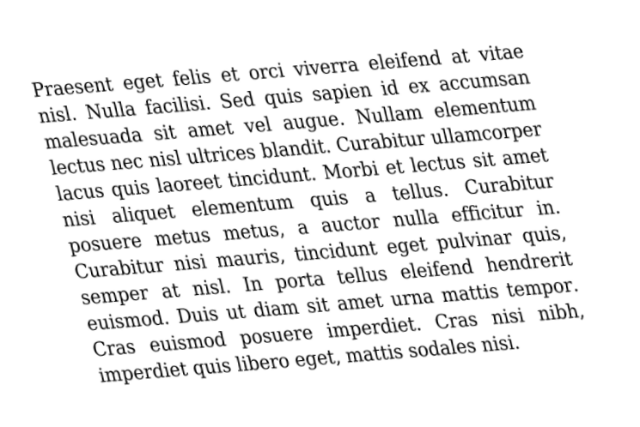 Praesent eget felis et orci viverra eleifend at vitae
nisl. Nulla facilisi. Sed quis sapien id ex accumsan
malesuada sit amet vel augue. Nullam elementum
lectus nec nisl ultrices blandit. Curabitur ullamcorper
lacus quis laoreet tincidunt. Morbi et lectus sit amet
nisi aliquet elementum quis a tellus. Curabitur
posuere metus metus, a auctor nulla efficitur in.
Curabitur nisi mauris, tincidunt eget pulvinar quis,
semper at nisl. In porta tellus eleifend hendrerit
euismod. Duis ut diam sit amet urna mattis tempor.
Cras euismod posuere imperdiet. Cras nisi nibh,
imperdiet quis libero eget, mattis sodales nisi.